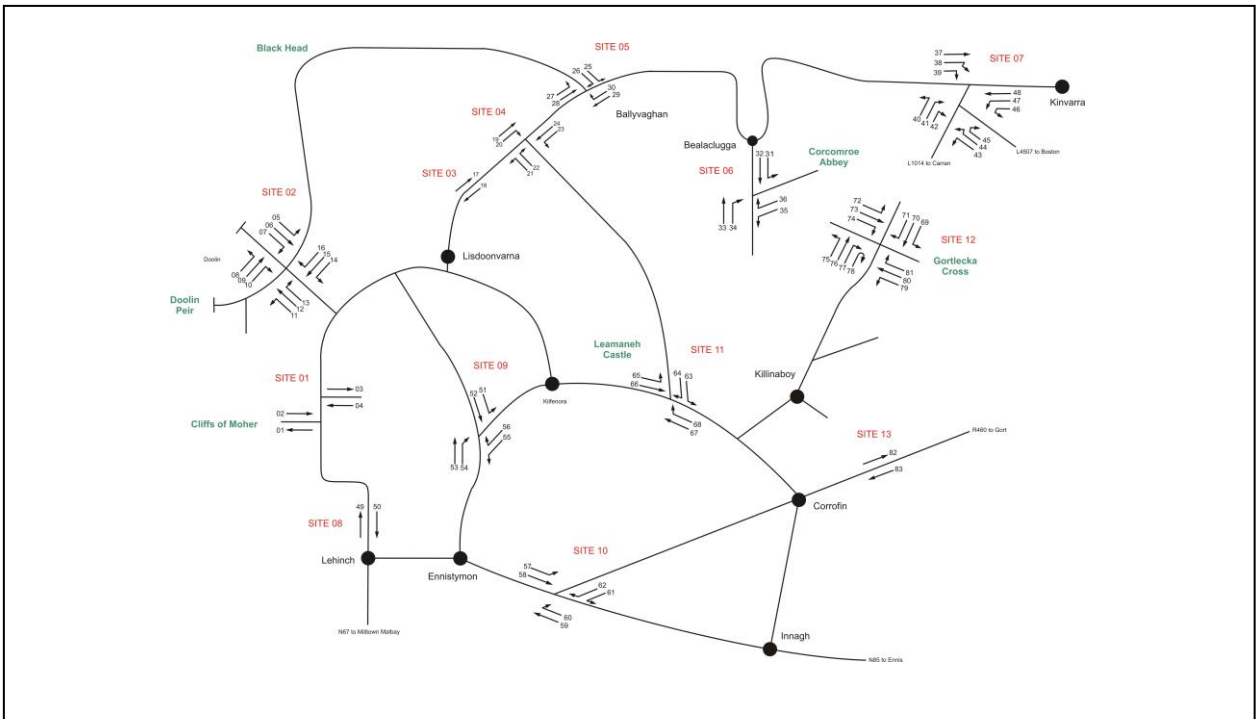 Black Head
SITE 05
25
26
30
29
27
28
Ballyvaghan
37
38
39
SITE 07
48
47
46
Kinvarra
40
41
42
45
44
43
L4507 to Boston
L1014 to Carran
SITE 04
19
20
24
23
22
21
SITE 03
17
18
Bealaclugga
32 31
Corcomroe
Abbey
SITE 06
36
35
33 34
SITE 02
05
06
07
16
15
14
Doolin
08
09
10
13
12
11
Doolin
Peir
Lisdoonvarna
72
73
74
71
70
69
SITE 12
Gortlecka
Cross
75
76
77
78
81
80
79
Leamaneh
Castle
SITE 11
65
66
64
63
68
67
Killinaboy
SITE 01
03
04
02
01
Cliffs of Moher
SITE 09
52
51
Kilfenora
56
55
53 54
SITE 13
82
83
R460 to Gort
Corrofin
49
50
SITE 08
Lehinch
Ennistymon
SITE 10
57
58
62
61
60
59
N67 to Milltown Malbay
Innagh
N85 to Ennis